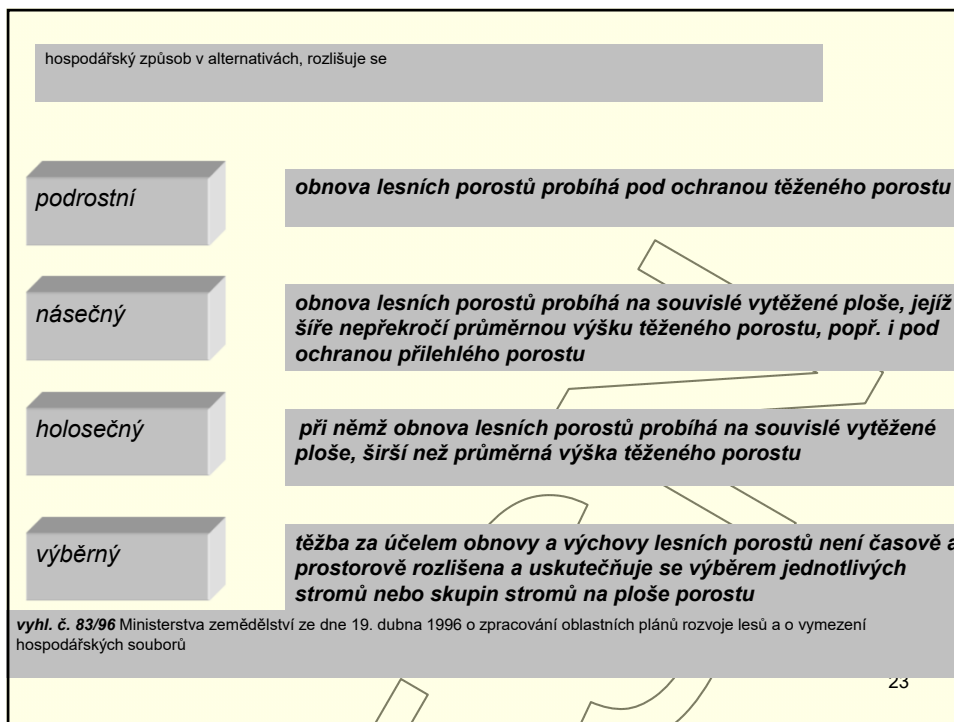 hospodářský způsob v alternativách, rozlišuje se
podrostní
obnova lesních porostů probíhá pod ochranou těženého porostu
násečný
obnova lesních porostů probíhá na souvislé vytěžené ploše, jejíž
šíře nepřekročí průměrnou výšku těženého porostu, popř. i pod
ochranou přilehlého porostu
holosečný
při němž obnova lesních porostů probíhá na souvislé vytěžené
ploše, širší než průměrná výška těženého porostu
výběrný
těžba za účelem obnovy a výchovy lesních porostů není časově a
prostorově rozlišena a uskutečňuje se výběrem jednotlivých
stromů nebo skupin stromů na ploše porostu
vyhl. č. 83/96 Ministerstva zemědělství ze dne 19. dubna 1996 o zpracování oblastních plánů rozvoje lesů a o vymezení
hospodářských souborů
23